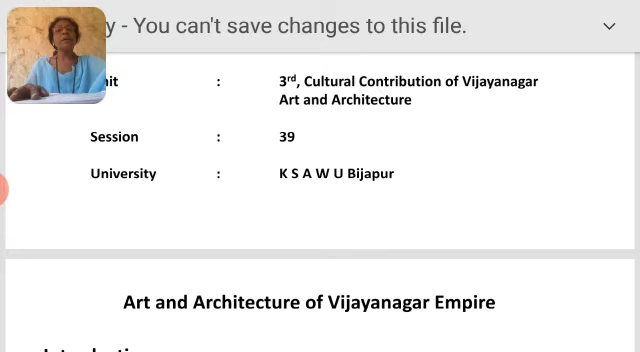 y - You can't save changes to this file.
nit : 3rd, Cultural Contribution of Vijayanagar
Art and Architecture
Session : 39
University : K S A W U Bijapur
Art and Architecture of Vijayanagar Empire